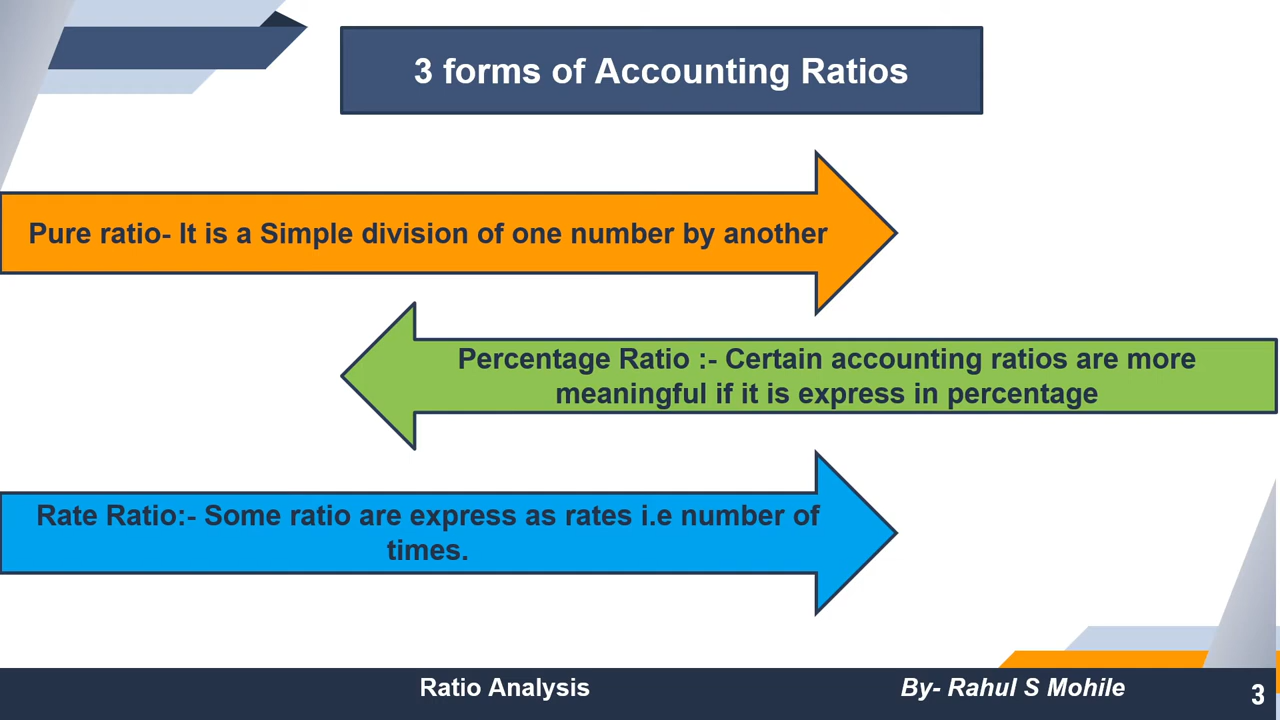 3 forms of Accounting Ratios
Pure ratio- It is a Simple division of one number by another
Percentage Ratio :- Certain accounting ratios are more
meaningful if it is express in percentage
Rate Ratio:- Some ratio are express as rates i.e number of
times.
Ratio Analysis
By- Rahul S Mohile
3